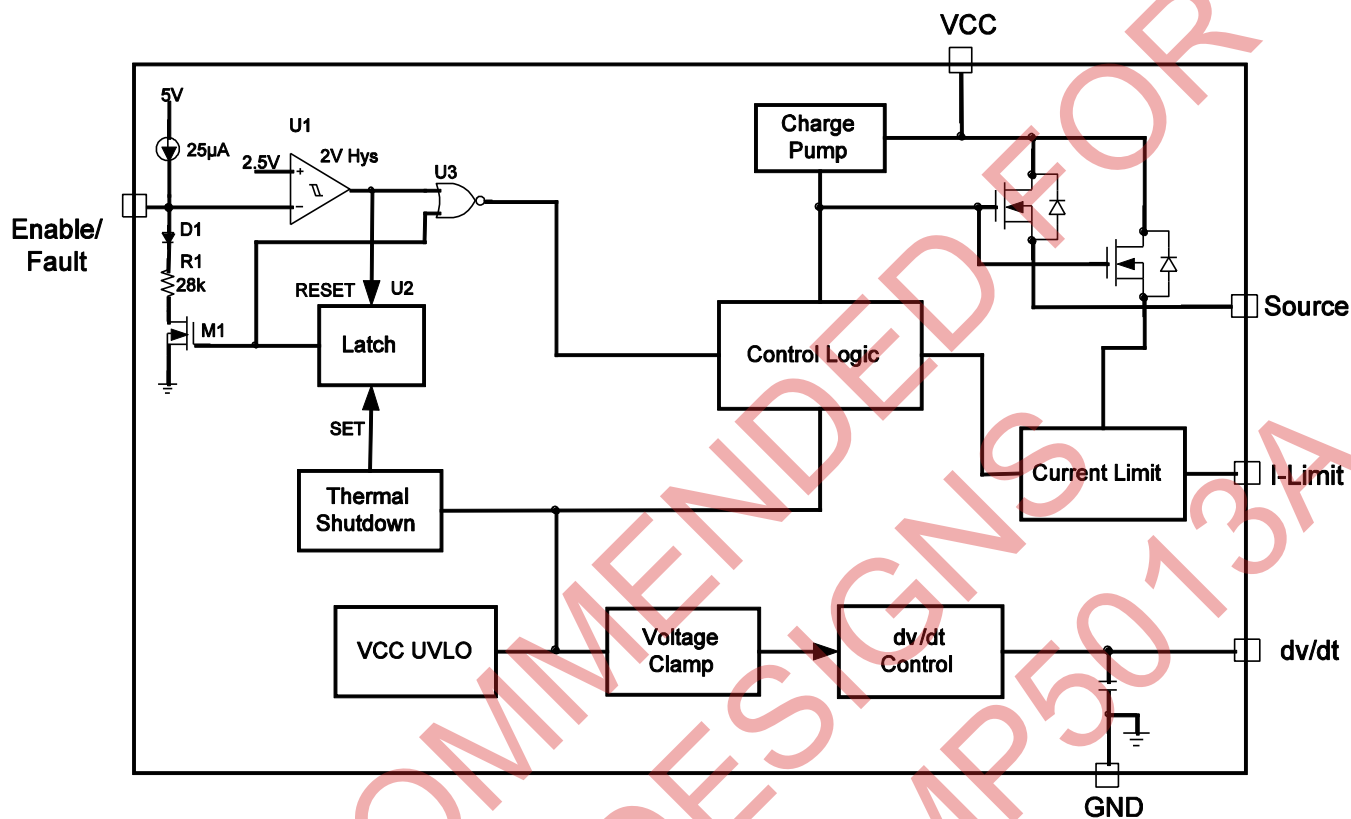 VCC
5V
25µA
U1
2.5V
+
2V Hys
U3
−
Enable/
Fault
D1
R1
28k
M1
RESET
U2
Latch
SET
Thermal
Shutdown
Charge
Pump
Control Logic
Source
Current Limit
I-Limit
VCC UVLO
Voltage
Clamp
dv/dt
Control
dv/dt
GND
OMMENDED FOR
DESIGNS
MP5013A